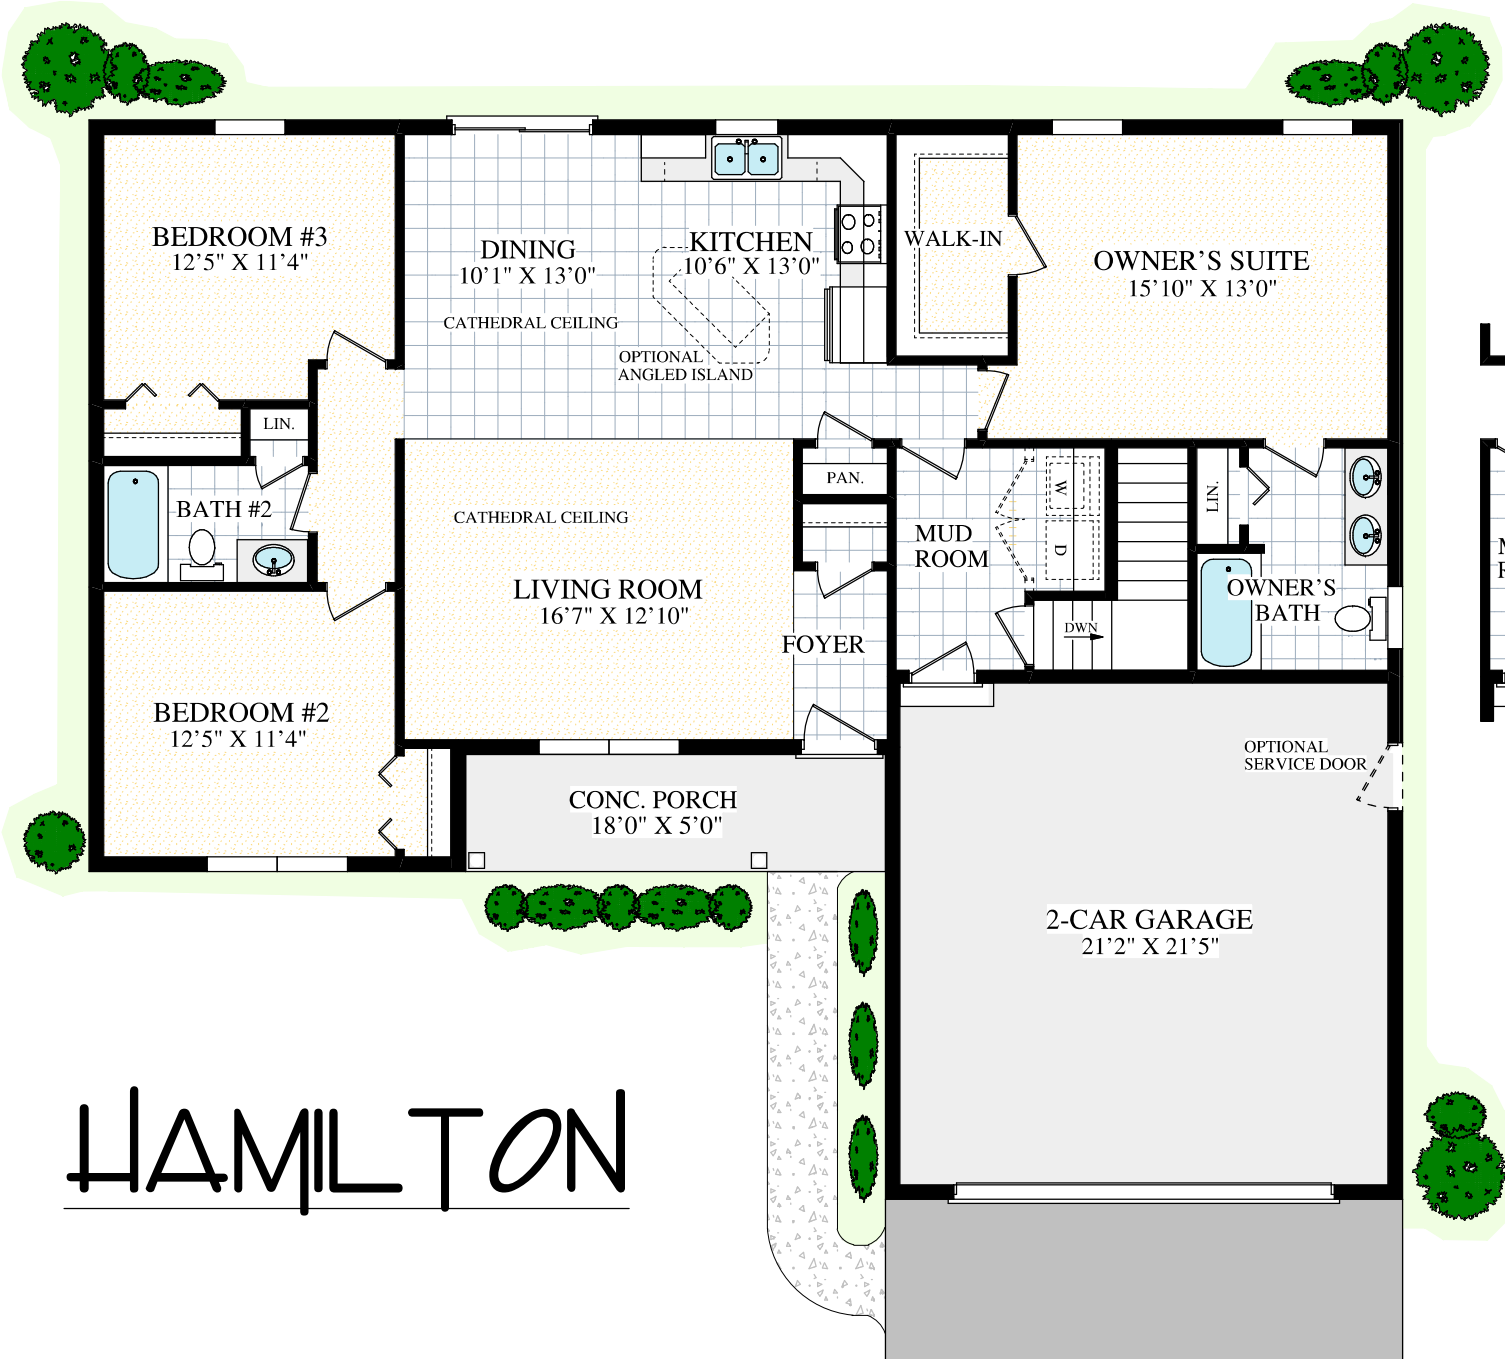 BEDROOM #3
12'5" X 11'4"
DINING
10'1" X 13'0"
CATHEDRAL CEILING
KITCHEN
10'6" X 13'0"
OPTIONAL
ANGLED ISLAND
WALK-IN
OWNER'S SUITE
15'10" X 13'0"
LIN.
BATH #2
PAN.
CATHEDRAL CEILING
LIVING ROOM
16'7" X 12'10"
FOYER
MUD
ROOM
W
D
DWN
LIN.
OWNER'S
BATH
M
R
BEDROOM #2
12'5" X 11'4"
CONC. PORCH
18'0" X 5'0"
OPTIONAL
SERVICE DOOR
2-CAR GARAGE
21'2" X 21'5"
HAMILTON